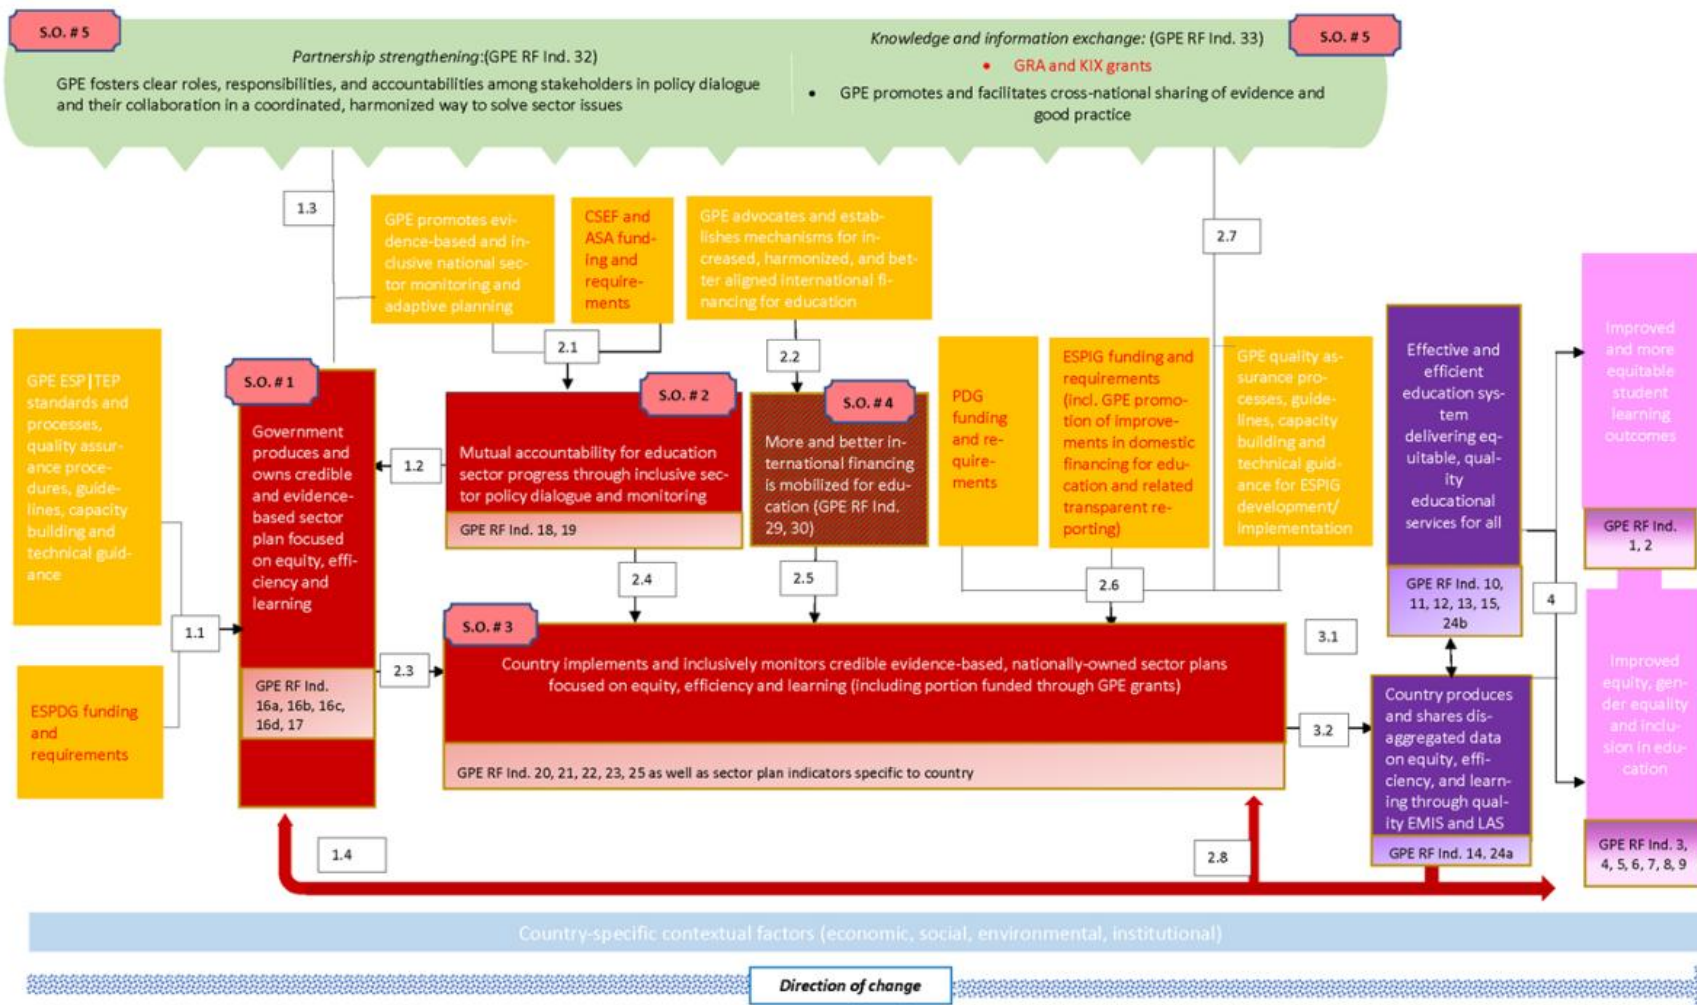 S.O. # 5
Partnership strengthening:(GPE RF Ind. 32)
GPE fosters clear roles, responsibilities, and accountabilities among stakeholders in policy dialogue
and their collaboration in a coordinated, harmonized way to solve sector issues
Knowledge and information exchange: (GPE RF Ind. 33)
• GRA and KIX grants
• GPE promotes and facilitates cross-national sharing of evidence and
good practice
S.O. # 5
1.3
GPE promotes evi-
dence-based and in-
clusive national sec-
tor monitoring and
adaptive planning
CSEF and
ASA fund-
ing and
require-
ments
GPE advocates and estab-
lishes mechanisms for in-
creased, harmonized, and bet-
ter aligned international fi-
nancing for education
2.7
2.1
2.2
GPE ESP|TEP
standards and
processes,
quality assur-
ance proce-
dures, guide-
lines, capacity
building and
technical guid-
ance
ESPDG funding
and
requirements
1.1
S.O. # 1
Government
produces and
owns credible
and evidence-
based sector
plan focused
on equity, effi-
ciency and
learning
GPE RF Ind.
16a, 16b, 16c,
16d, 17
1.2
S.O. # 2
Mutual accountability for education
sector progress through inclusive sec-
tor policy dialogue and monitoring
GPE RF Ind. 18, 19
S.O. # 4
More and better in-
ternational financing
is mobilized for edu-
cation (GPE RF Ind.
29, 30)
PDG
funding
and re-
quire-
ments
ESPIG funding and
requirements
(incl. GPE promo-
tion of improve-
ments in domestic
financing for edu-
cation and related
transparent re-
porting)
GPE quality as-
surance pro-
cesses, guide-
lines, capacity
building and
technical guid-
ance for ESPIG
development/
implementation
2.4
2.5
2.6
2.3
S.O. # 3
Country implements and inclusively monitors credible evidence-based, nationally-owned sector plans
focused on equity, efficiency and learning (including portion funded through GPE grants)
GPE RF Ind. 20, 21, 22, 23, 25 as well as sector plan indicators specific to country
3.1
3.2
Effective and
efficient
education sys-
tem
delivering eq-
uitable, qual-
ity
educational
services for all
GPE RF Ind. 10,
11, 12, 13, 15,
24b
Country produces
and shares dis-
aggregated data
on equity, effi-
ciency, and learn-
ing through qual-
ity EMIS and LAS
GPE RF Ind. 14, 24a
4
Improved
and more
equitable
student
learning
outcomes
GPE RF Ind.
1, 2
Improved
equity, gen-
der equality
and inclu-
sion in edu-
cation
GPE RF Ind. 3,
4, 5, 6, 7, 8, 9
1.4
2.8
Country-specific contextual factors (economic, social, environmental, institutional)
Direction of change